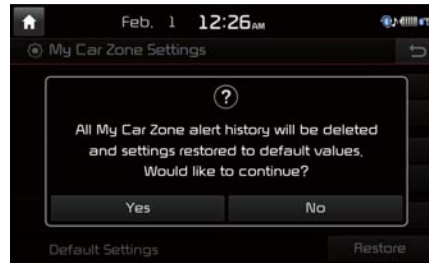 Feb. 1 12:26AM
My Car Zone Settings
All My Car Zone alert history will be deleted
and settings restored to default values,
Would like to continue?
Yes No
Default Settings Restore